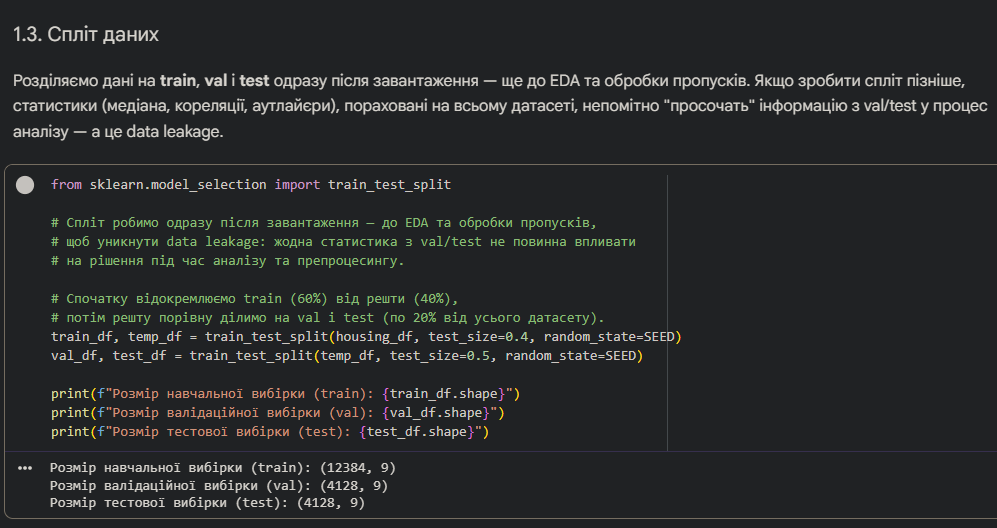 1.3. Спліт даних
Розділяємо дані на train, val і test одразу після завантаження — ще до EDA та обробки пропусків. Якщо зробити спліт пізніше,
статистики (медіана, кореляції, аутлайєри), пораховані на всьому датасеті, непомітно "просочать" інформацію з val/test у процес
аналізу — а це data leakage.
from sklearn.model_selection import train_test_split
# Спліт робимо одразу після завантаження — до EDA та обробки пропусків,
# щоб уникнути data leakage: жодна статистика з val/test не повинна впливати
# на рішення під час аналізу та препроцесингу.
# Спочатку відокремлюємо train (60%) від решти (40%),
# потім решту порівну ділимо на val і test (по 20% від усього датасету).
train_df, temp_df = train_test_split(housing_df, test_size=0.4, random_state=SEED)
val_df, test_df = train_test_split(temp_df, test_size=0.5, random_state=SEED)
print(f"Розмір навчальної вибірки (train): {train_df.shape}")
print(f"Розмір валідаційної вибірки (val): {val_df.shape}")
print(f"Розмір тестової вибірки (test): {test_df.shape}")
Розмір навчальної вибірки (train): (12384, 9)
Розмір валідаційної вибірки (val): (4128, 9)
Розмір тестової вибірки (test): (4128, 9)